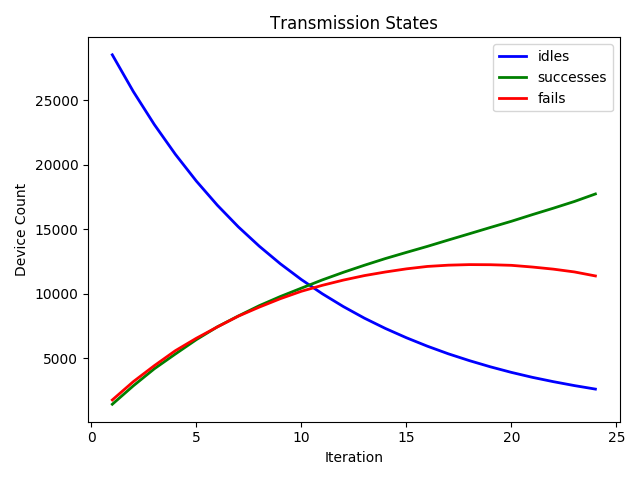 Transmission States
idles
successes
fails
Device Count
25000
20000
15000
10000
5000
0
5
10
15
20
25
Iteration